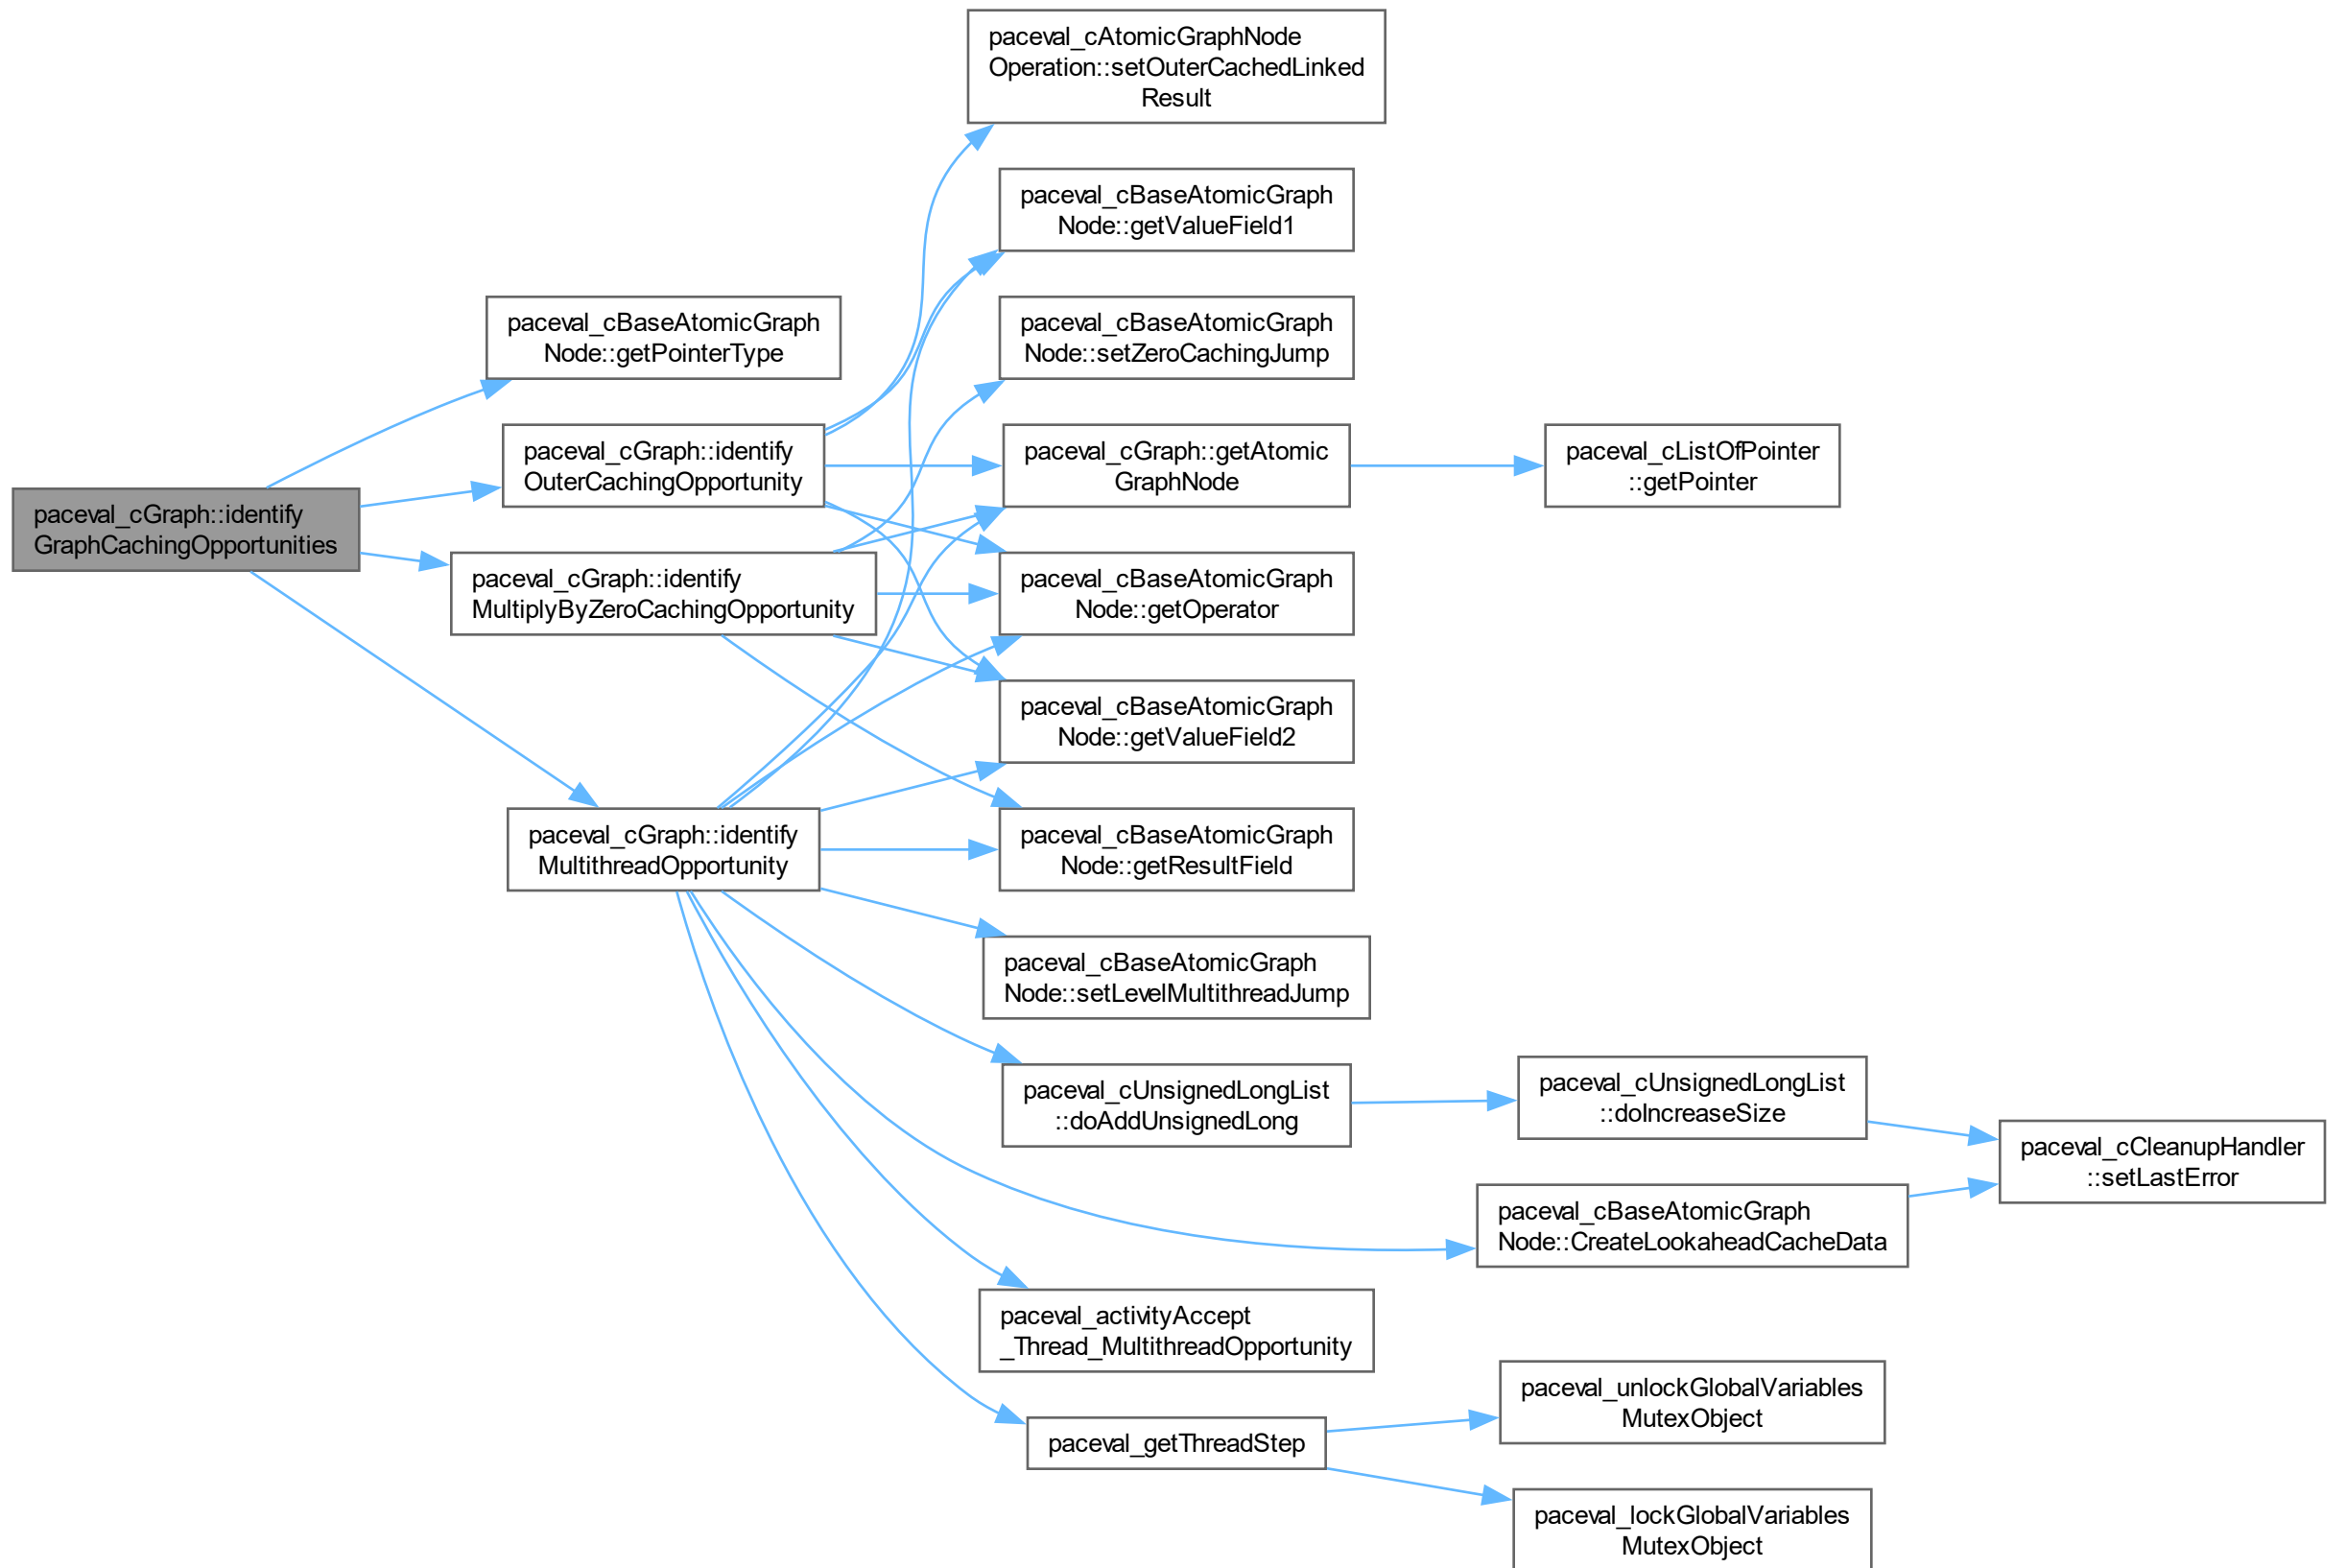 paceval_cAtomicGraphNode
Operation::setOuterCachedLinked
Result
paceval_cBaseAtomicGraph
Node::getValueField1
paceval_cBaseAtomicGraph
Node::getPointerType
paceval_cBaseAtomicGraph
Node::setZeroCachingJump
paceval_cGraph::identify
OuterCachingOpportunity
paceval_cGraph::getAtomic
GraphNode
paceval_cListOfPointer
::getPointer
paceval_cGraph::identify
GraphCachingOpportunities
paceval_cGraph::identify
MultiplyByZeroCachingOpportunity
paceval_cBaseAtomicGraph
Node::getOperator
paceval_cBaseAtomicGraph
Node::getValueField2
paceval_cGraph::identify
MultithreadOpportunity
paceval_cBaseAtomicGraph
Node::getResultField
paceval_cBaseAtomicGraph
Node::setLevelMultithreadJump
paceval_cUnsignedLongList
::doAddUnsignedLong
paceval_cUnsignedLongList
::doIncreaseSize
paceval_cCleanupHandler
::setLastError
paceval_cBaseAtomicGraph
Node::CreateLookaheadCacheData
paceval_activityAccept
_Thread_MultithreadOpportunity
paceval_unlockGlobalVariables
MutexObject
paceval_getThreadStep
paceval_lockGlobalVariables
MutexObject